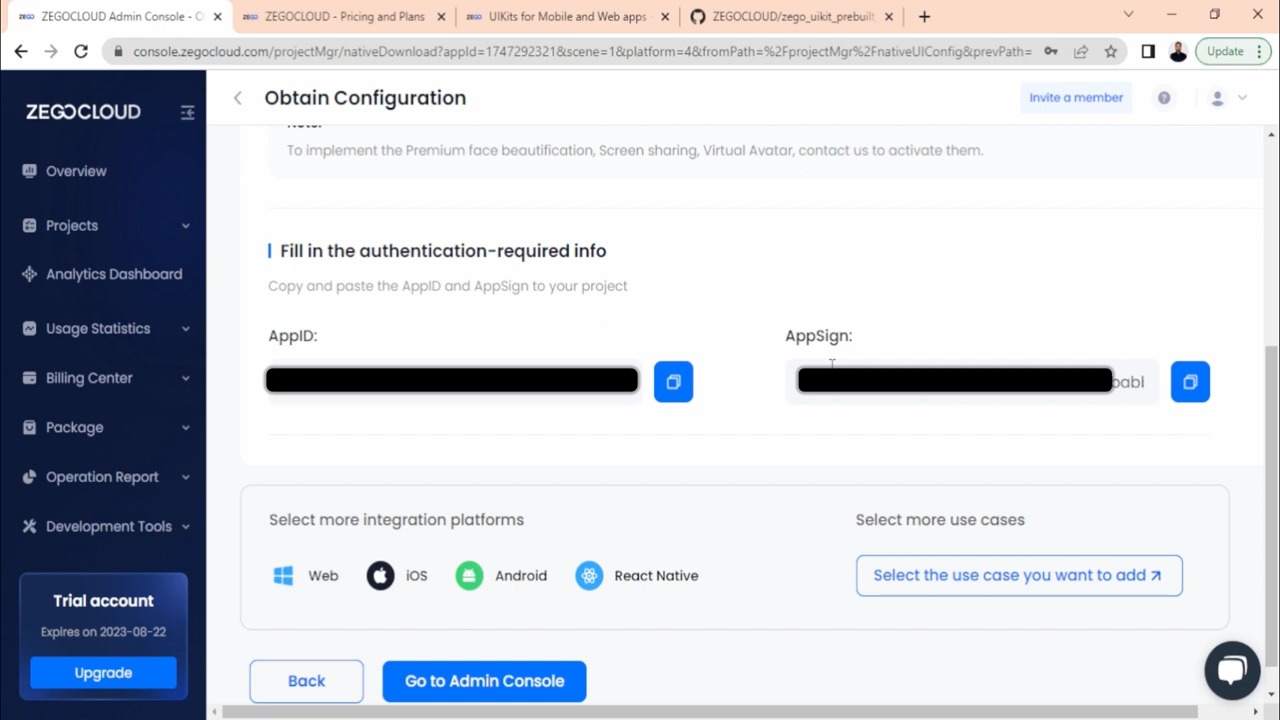 ZEGOCLOUD Admin Console - O
ZEGOCLOUD - Pricing and Plans
UIKits for Mobile and Web apps
ZEGOCLOUD/zego_uikit_prebuilt
console.zegocloud.com/projectMgr/nativeDownload?appId=1747292321&scene=1&platform=4&fromPath=%2FprojectMgr%2FnativeUIConfig&prevPath=
Update
ZEGOCLOUD
Obtain Configuration
Invite a member
Note:
To implement the Premium face beautification, Screen sharing, Virtual Avatar, contact us to activate them.
Overview
Projects
Analytics Dashboard
Usage Statistics
Billing Center
Package
Operation Report
Development Tools
Trial account
Expires on 2023-08-22
Upgrade
Fill in the authentication-required info
Copy and paste the AppID and AppSign to your project
AppID:
AppSign:
babl
Select more integration platforms
Web
iOS
Android
React Native
Select more use cases
Select the use case you want to add
Back
Go to Admin Console